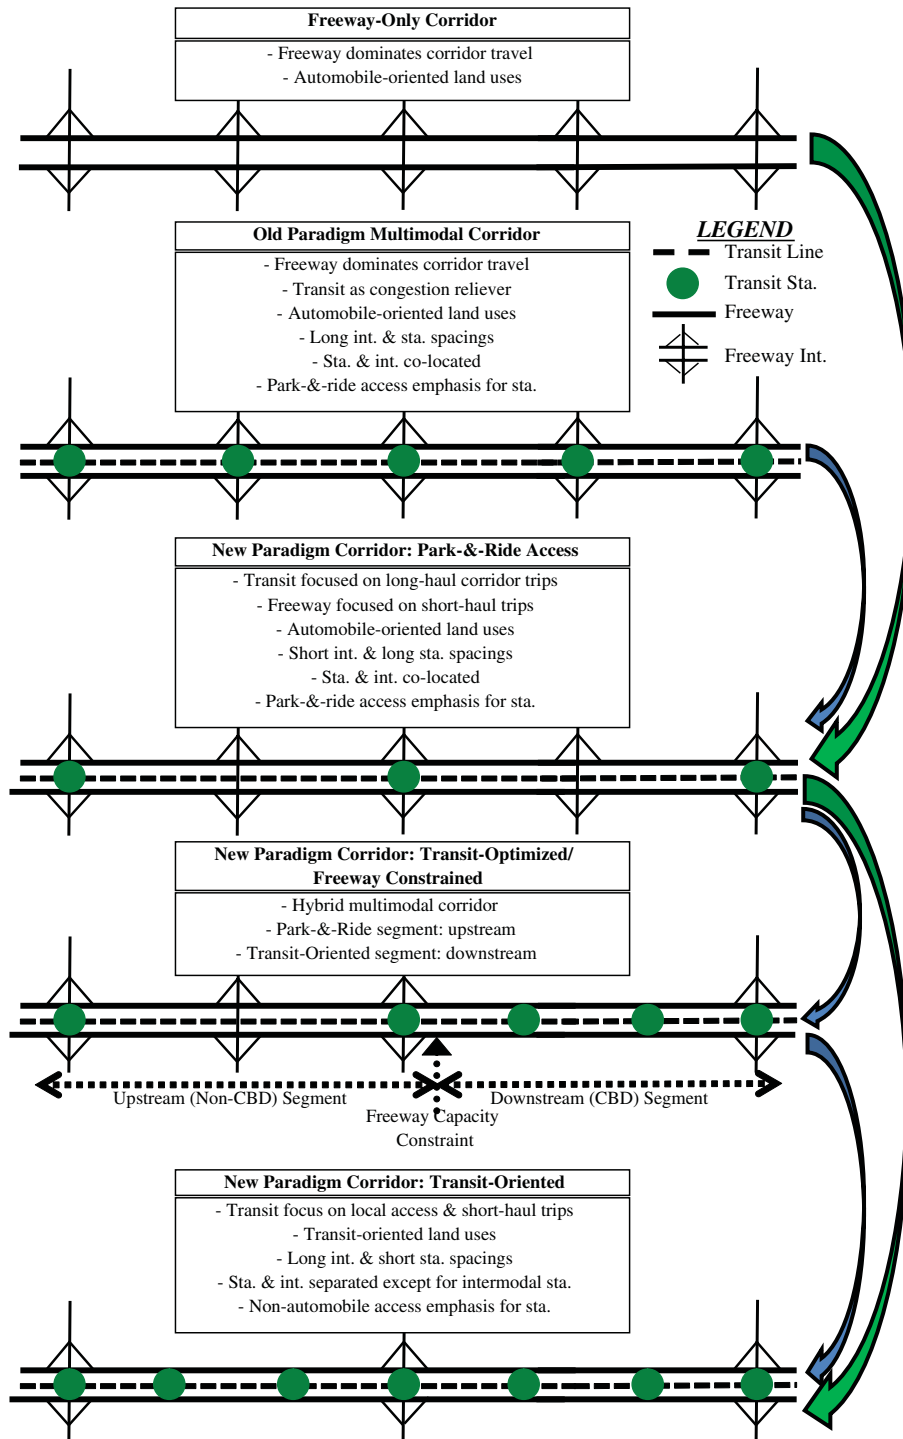 Freeway-Only Corridor
- Freeway dominates corridor travel
- Automobile-oriented land uses
Old Paradigm Multimodal Corridor
- Freeway dominates corridor travel
- Transit as congestion reliever
- Automobile-oriented land uses
- Long int. & sta. spacings
- Sta. & int. co-located
- Park-&-ride access emphasis for sta.
LEGEND
Transit Line
Transit Sta.
Freeway
Freeway Int.
New Paradigm Corridor: Park-&-Ride Access
- Transit focused on long-haul corridor trips
- Freeway focused on short-haul trips
- Automobile-oriented land uses
- Short int. & long sta. spacings
- Sta. & int. co-located
- Park-&-ride access emphasis for sta.
New Paradigm Corridor: Transit-Optimized/
Freeway Constrained
- Hybrid multimodal corridor
- Park-&-Ride segment: upstream
- Transit-Oriented segment: downstream
Upstream (Non-CBD) Segment
Downstream (CBD) Segment
Freeway Capacity
Constraint
New Paradigm Corridor: Transit-Oriented
- Transit focus on local access & short-haul trips
- Transit-oriented land uses
- Long int. & short sta. spacings
- Sta. & int. separated except for intermodal sta.
- Non-automobile access emphasis for sta.